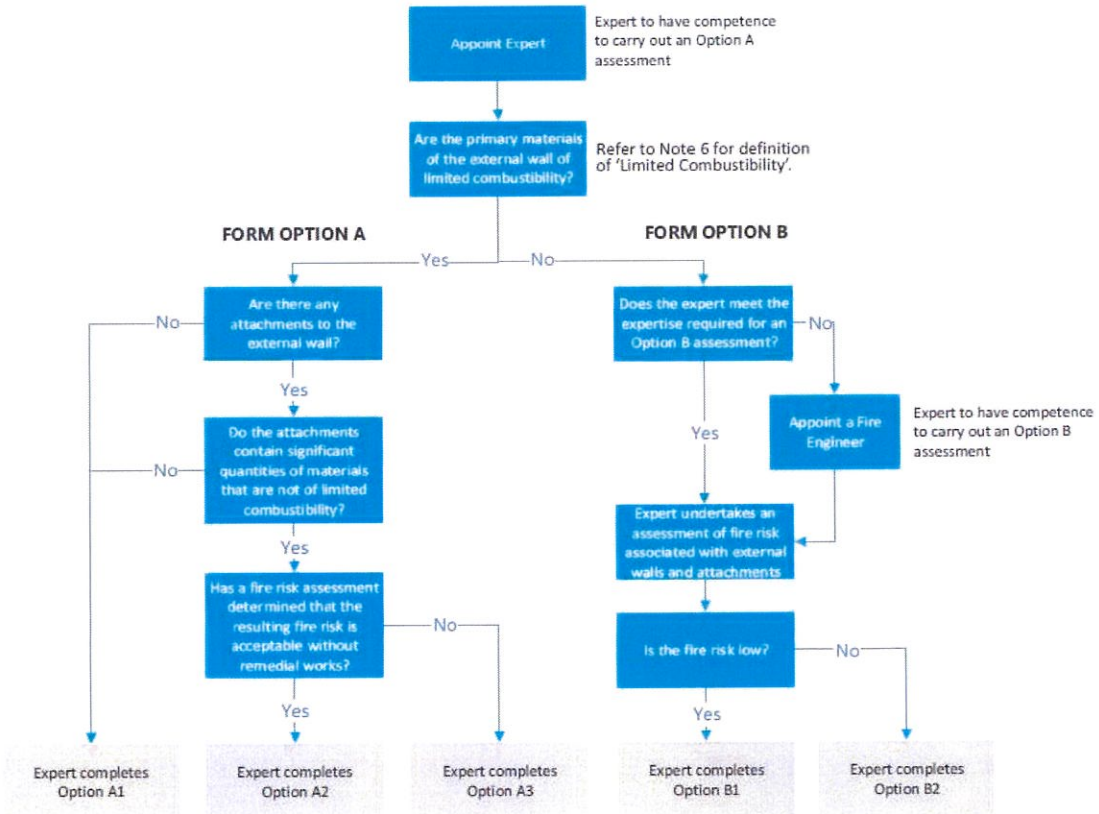 Appoint Expert
Expert to have competence
to carry out an Option A
assessment
Are the primary materials
of the external wall of
limited combustibility?
Refer to Note 6 for definition
of 'Limited Combustibility'.
FORM OPTION A
FORM OPTION B
Yes
No
Are there any
attachments to the
external wall?
No
Yes
Do the attachments
contain significant
quantities of materials
that are not of limited
combustibility?
No
Yes
Has a fire risk assessment
determined that the
resulting fire risk is
acceptable without
remedial works?
No
Yes
Does the expert meet the
expertise required for an
Option B assessment?
No
Yes
Appoint a Fire
Engineer
Expert to have competence
to carry out an Option B
assessment
Expert undertakes an
assessment of fire risk
associated with external
walls and attachments
Is the fire risk low?
No
Yes
Expert completes
Option A1
Expert completes
Option A2
Expert completes
Option A3
Expert completes
Option B1
Expert completes
Option B2